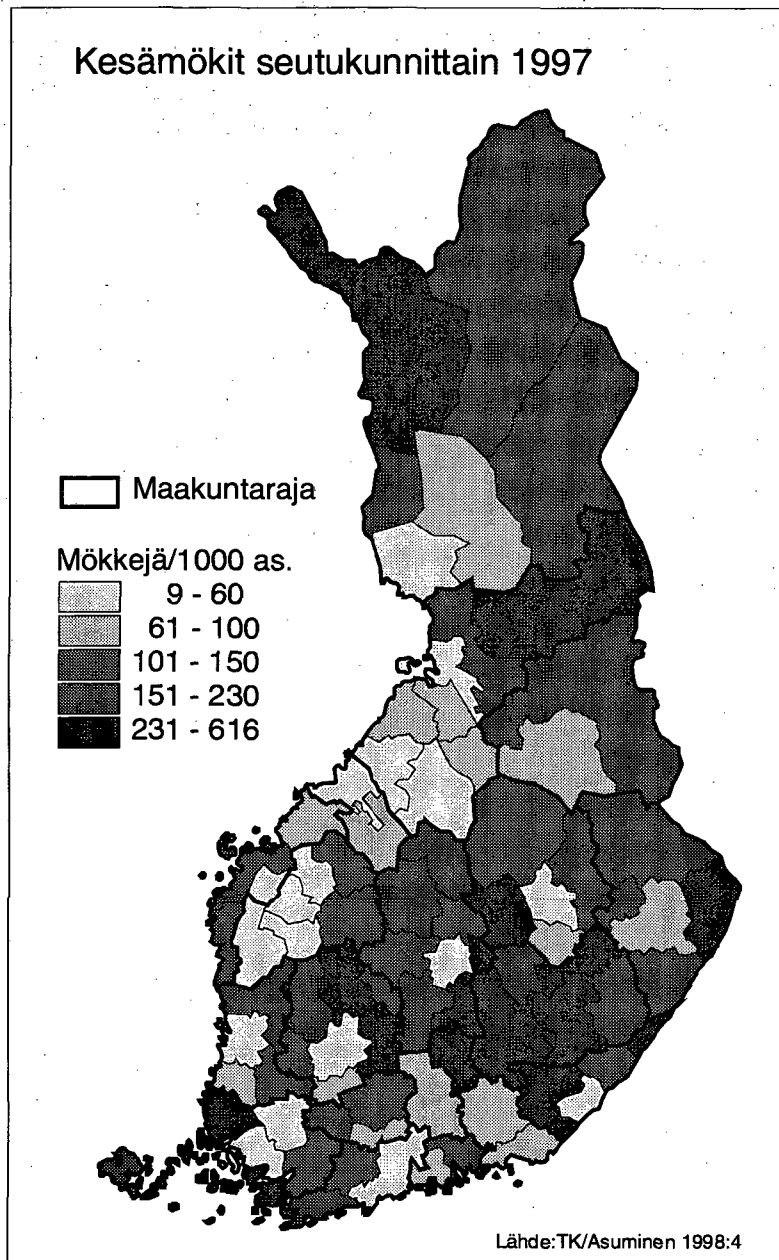 Kesämökit seutukunnittain 1997
Maakuntaraja
Mökkejä/1000 as.
9 - 60
61 - 100
101 - 150
151 - 230
231 - 616
Lähde:TK/Asuminen 1998:4